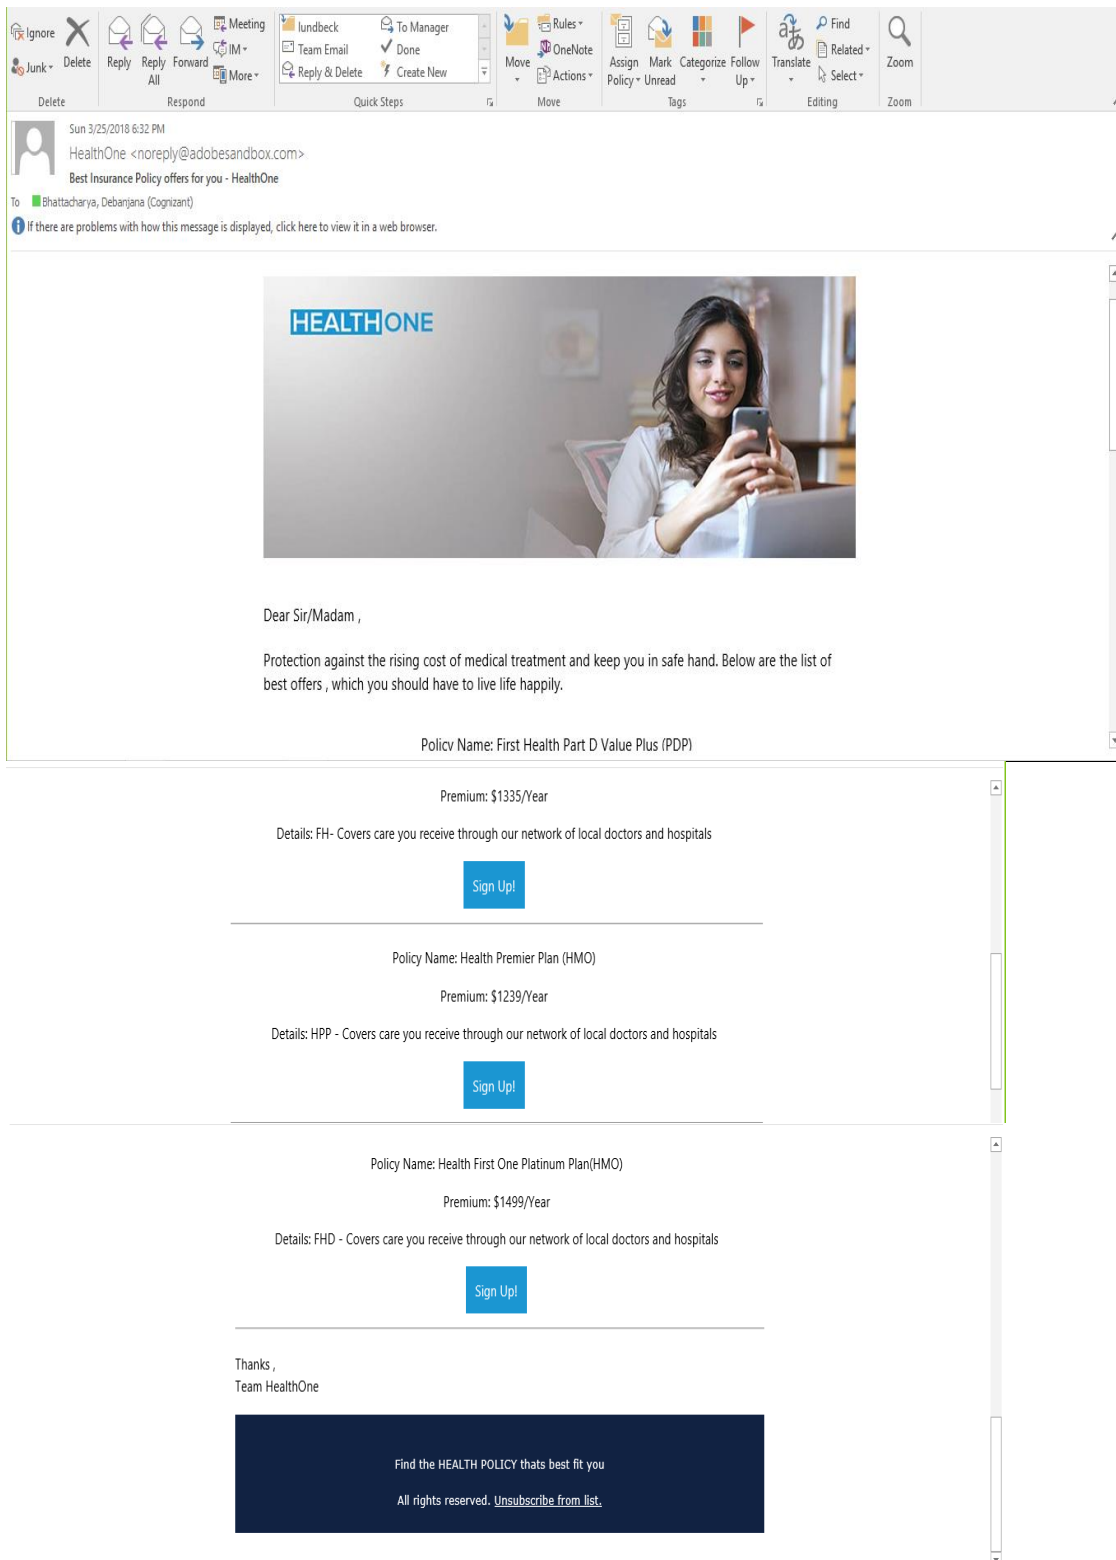 Ignore
Junk
Delete
Reply
Reply All
Forward
Meeting
IM
More
lundbeck
Team Email
Reply & Delete
To Manager
Done
Create New
Move
Rules
OneNote
Actions
Assign Policy
Mark Unread
Categorize
Follow Up
Translate
Find
Related
Select
Zoom
Delete
Respond
Quick Steps
Move
Tags
Editing
Zoom
Sun 3/25/2018 6:32 PM
HealthOne <noreply@adobesandbox.com>
Best Insurance Policy offers for you - HealthOne
To Bhattacharya, Debanjana (Cognizant)
If there are problems with how this message is displayed, click here to view it in a web browser.
HEALTHONE
Dear Sir/Madam ,
Protection against the rising cost of medical treatment and keep you in safe hand. Below are the list of
best offers , which you should have to live life happily.
Policy Name: First Health Part D Value Plus (PDP)
Premium: $1335/Year
Details: FH- Covers care you receive through our network of local doctors and hospitals
Sign Up!
Policy Name: Health Premier Plan (HMO)
Premium: $1239/Year
Details: HPP - Covers care you receive through our network of local doctors and hospitals
Sign Up!
Policy Name: Health First One Platinum Plan(HMO)
Premium: $1499/Year
Details: FHD - Covers care you receive through our network of local doctors and hospitals
Sign Up!
Thanks ,
Team HealthOne
Find the HEALTH POLICY thats best fit you
All rights reserved. Unsubscribe from list.